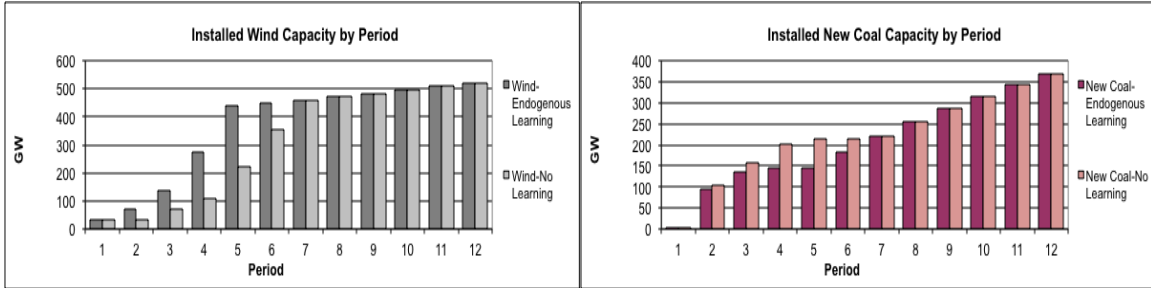 Installed Wind Capacity by Period
600
500
400
300
200
100
0
GW
1 2 3 4 5 6 7 8 9 10 11 12
Period
Wind-
Endogenous
Learning
Wind-No
Learning
Installed New Coal Capacity by Period
400
350
300
250
200
150
100
50
0
GW
1 2 3 4 5 6 7 8 9 10 11 12
Period
New Coal-
Endogenous
Learning
New Coal-No
Learning